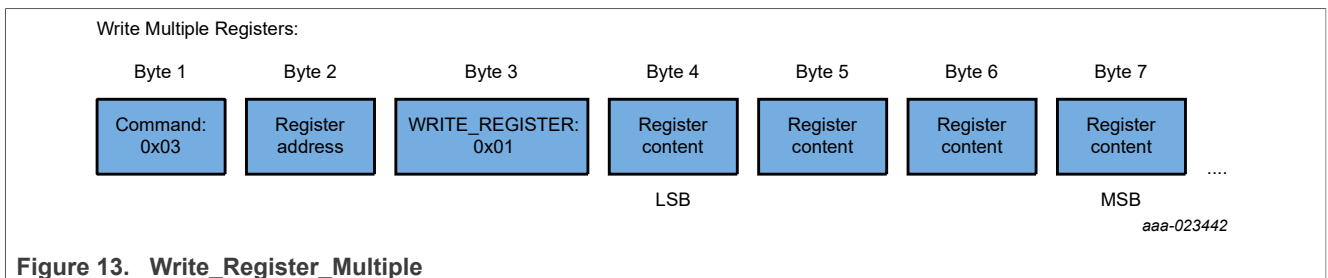 Write Multiple Registers:
Byte 1 Byte 2 Byte 3 Byte 4 Byte 5 Byte 6 Byte 7
Command: Register WRITE_REGISTER: Register Register Register Register
0x03 address 0x01 content content content content
....
LSB MSB
aaa-023442
Figure 13. Write_Register_Multiple